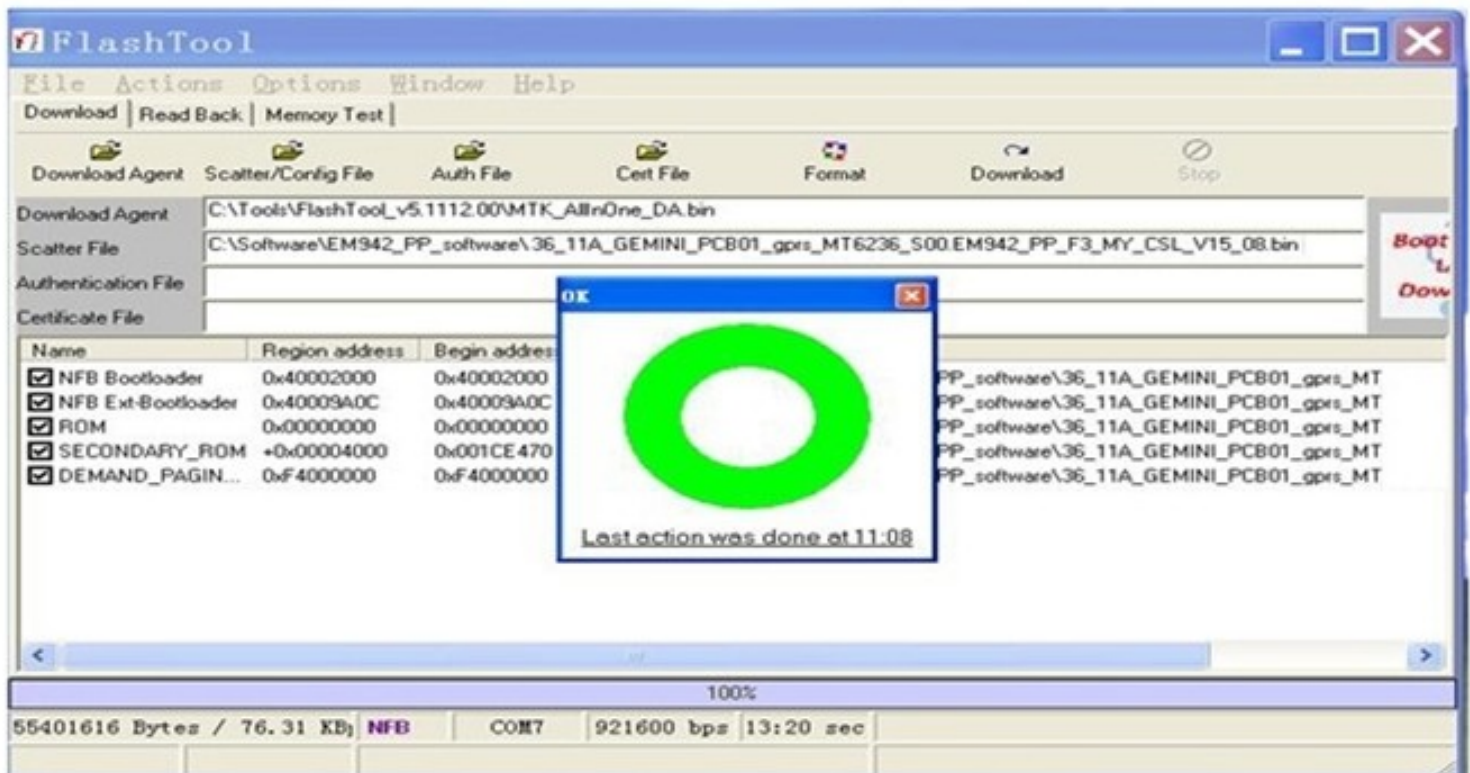 FlashTool
File Actions Options Window Help
Download Read Back Memory Test
Download Agent Scatter/Config File Auth File Cert File Format Download Stop
Download Agent C:\Tools\FlashTool_v5.1112.00\MTK_AllInOne_DA.bin
Scatter File C:\Software\EM942_PP_software\36_11A_GEMINI_PCB01_gprs_MT6236_S00.EM942_PP_F3_MY_CSL_V15_08.bin
Boot
L
Authentication File
Dow
Certificate File
OK
Name Region address Begin addres
NFB Bootloader 0x40002000 0x40002000 PP_software\36_11A_GEMINI_PCB01_gprs_MT
NFB Ext-Bootloader 0x40009A0C 0x40009A0C PP_software\36_11A_GEMINI_PCB01_gprs_MT
ROM 0x00000000 0x00000000 PP_software\36_11A_GEMINI_PCB01_gprs_MT
SECONDARY_ROM +0x00004000 0x001CE470 PP_software\36_11A_GEMINI_PCB01_gprs_MT
DEMAND_PAGIN... 0xF4000000 0xF4000000 PP_software\36_11A_GEMINI_PCB01_gprs_MT
Last action was done at 11:08
100%
55401616 Bytes / 76.31 KB NFB COM7 921600 bps 13:20 sec